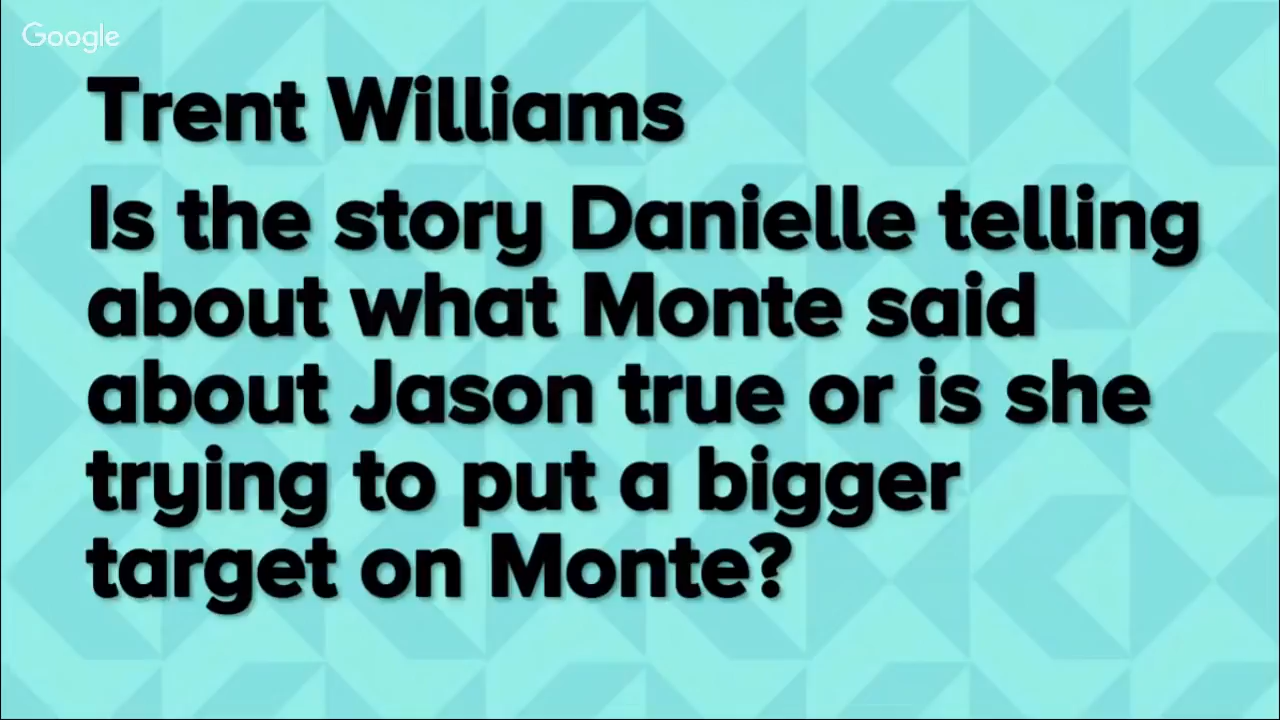 Google
Trent Williams
Is the story Danielle telling
about what Monte said
about Jason true or is she
trying to put a bigger
target on Monte?